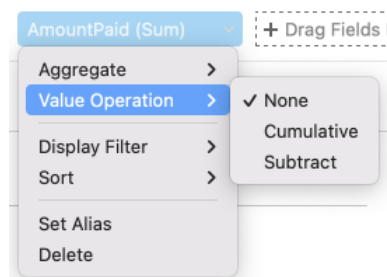 AmountPaid (Sum)
+ Drag Fields
Aggregate
Value Operation
✓ None
Cumulative
Subtract
Display Filter
Sort
Set Alias
Delete